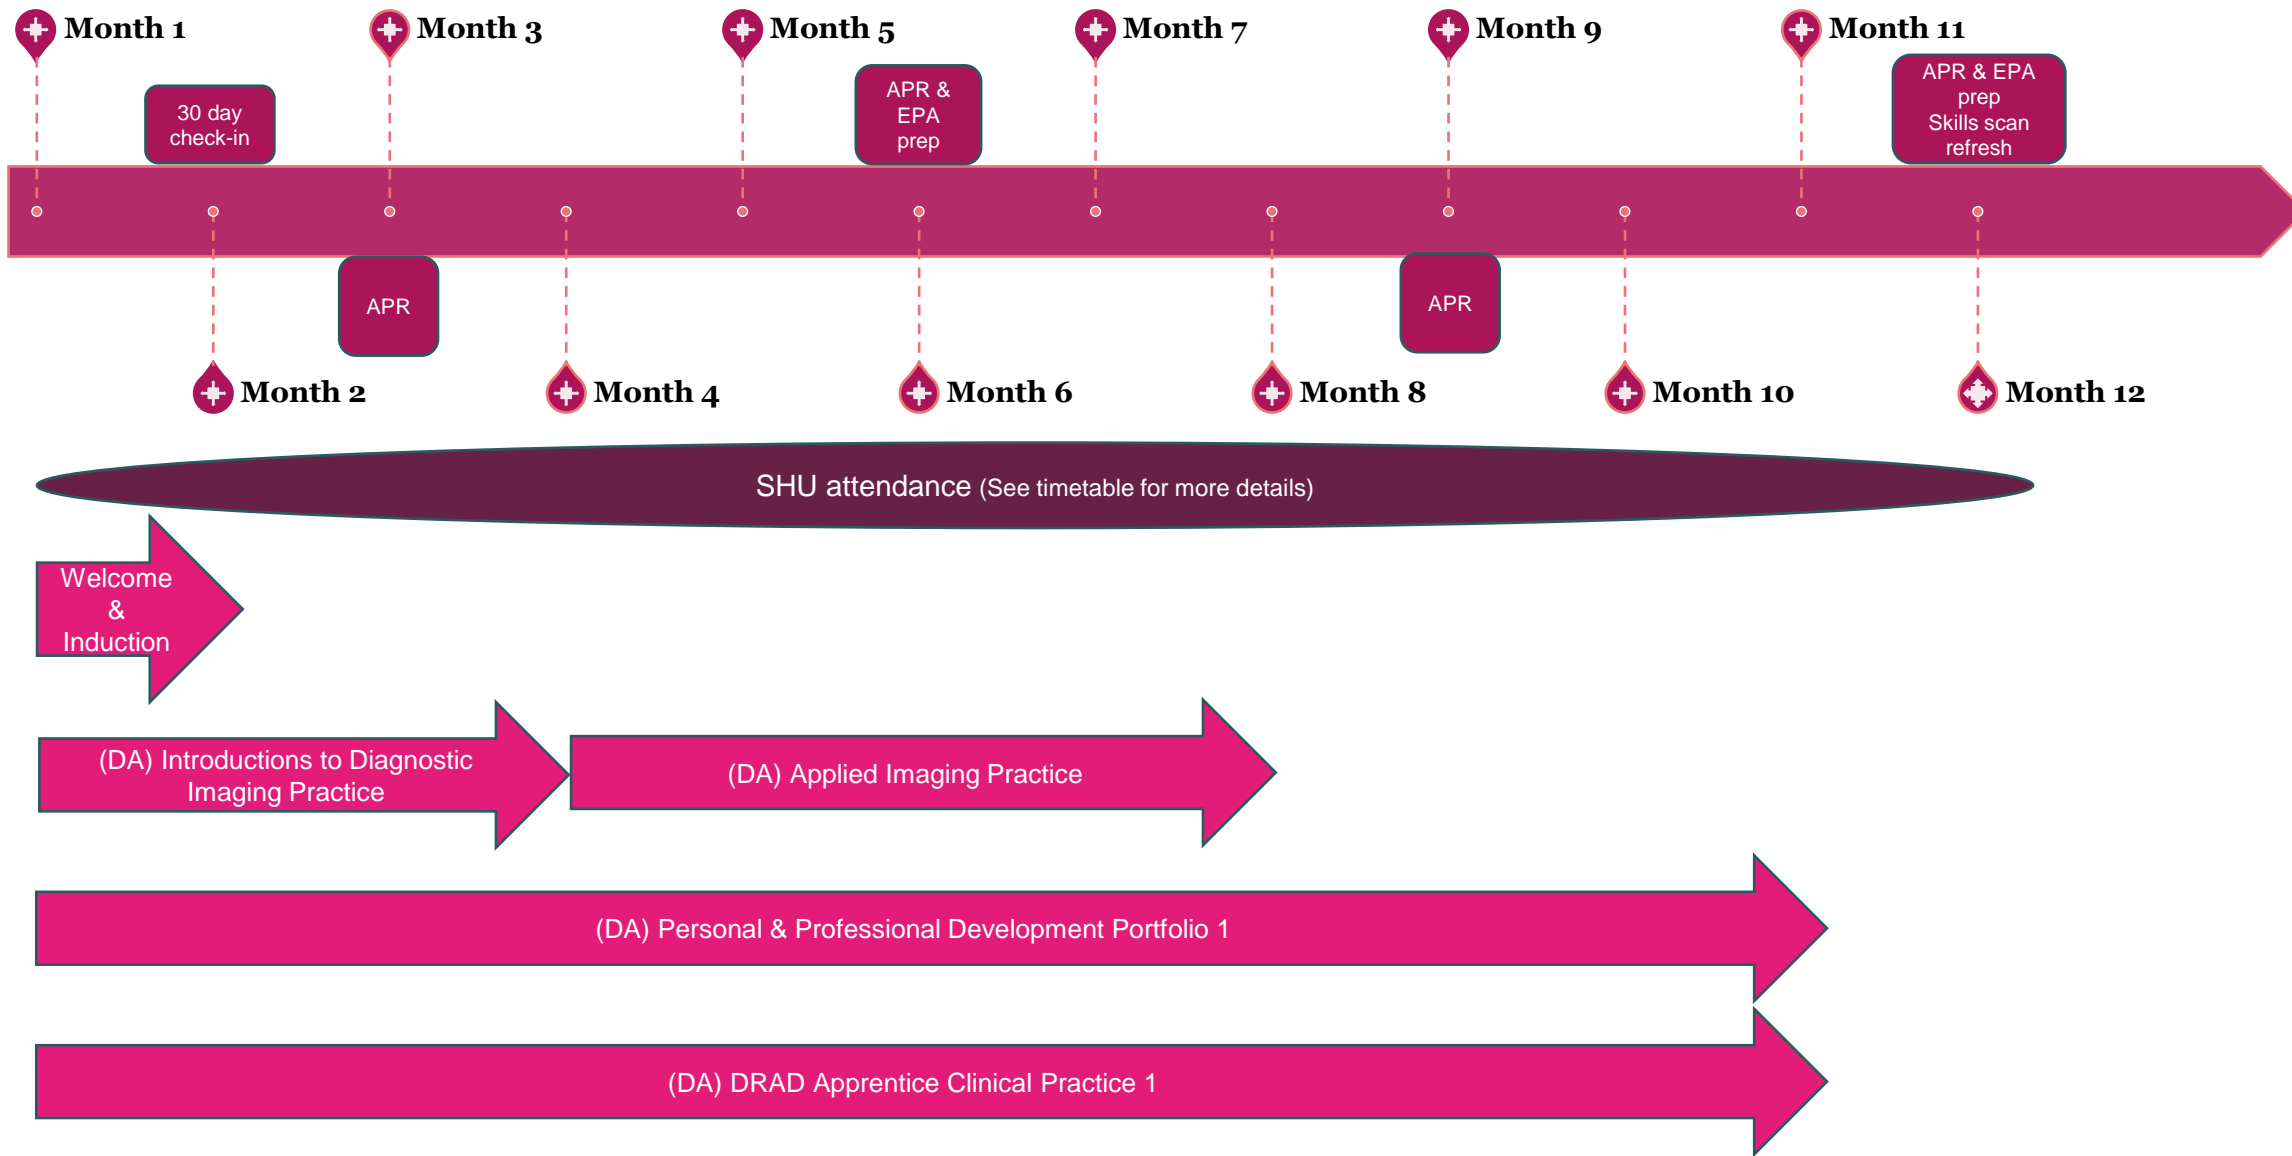 Month 1
Month 3
Month 5
Month 7
Month 9
Month 11
30 day
check-in
APR &
EPA
prep
APR & EPA
prep
Skills scan
refresh
APR
APR
Month 2
Month 4
Month 6
Month 8
Month 10
Month 12
SHU attendance (See timetable for more details)
Welcome
&
Induction
(DA) Introductions to Diagnostic
Imaging Practice
(DA) Applied Imaging Practice
(DA) Personal & Professional Development Portfolio 1
(DA) DRAD Apprentice Clinical Practice 1